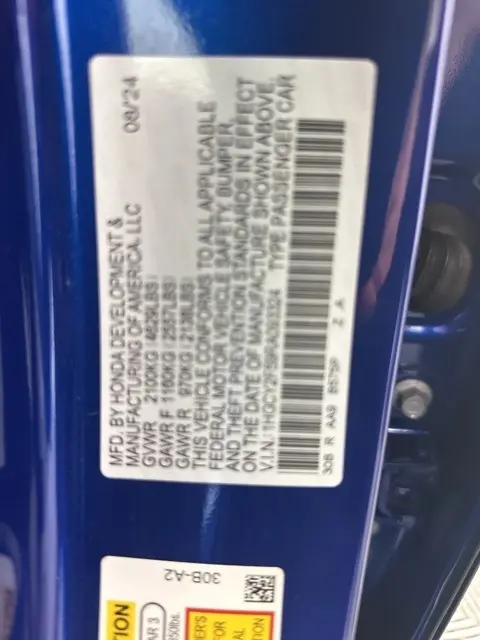 MFD. BY HONDA DEVELOPMENT & 08/24
MANUFACTURING OF AMERICA, LLC
GVWR 2100KG 4629LBS
GAWR F 1160KG 2557LBS
GAWR R 970KG 2138LBS
THIS VEHICLE CONFORMS TO ALL APPLICABLE
FEDERAL MOTOR VEHICLE SAFETY, BUMPER,
AND THEFT PREVENTION STANDARDS IN EFFECT
ON THE DATE OF MANUFACTURE SHOWN ABOVE.
V.I.N. TYPE PASSENGER CAR
30B R AA9 Z A
30B-A2